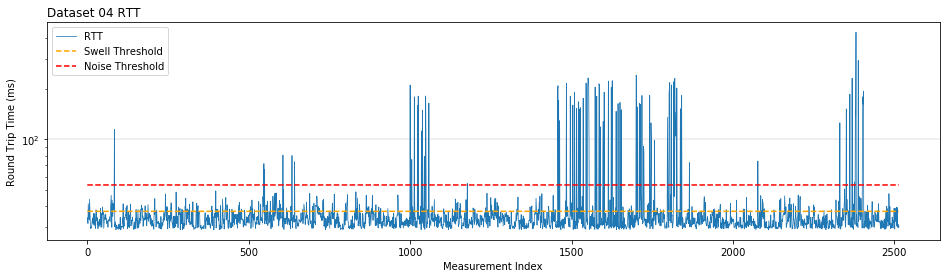 Dataset 04 RTT
RTT
Swell Threshold
Noise Threshold
Round Trip Time (ms)
10²
0 500 1000 1500 2000 2500
Measurement Index